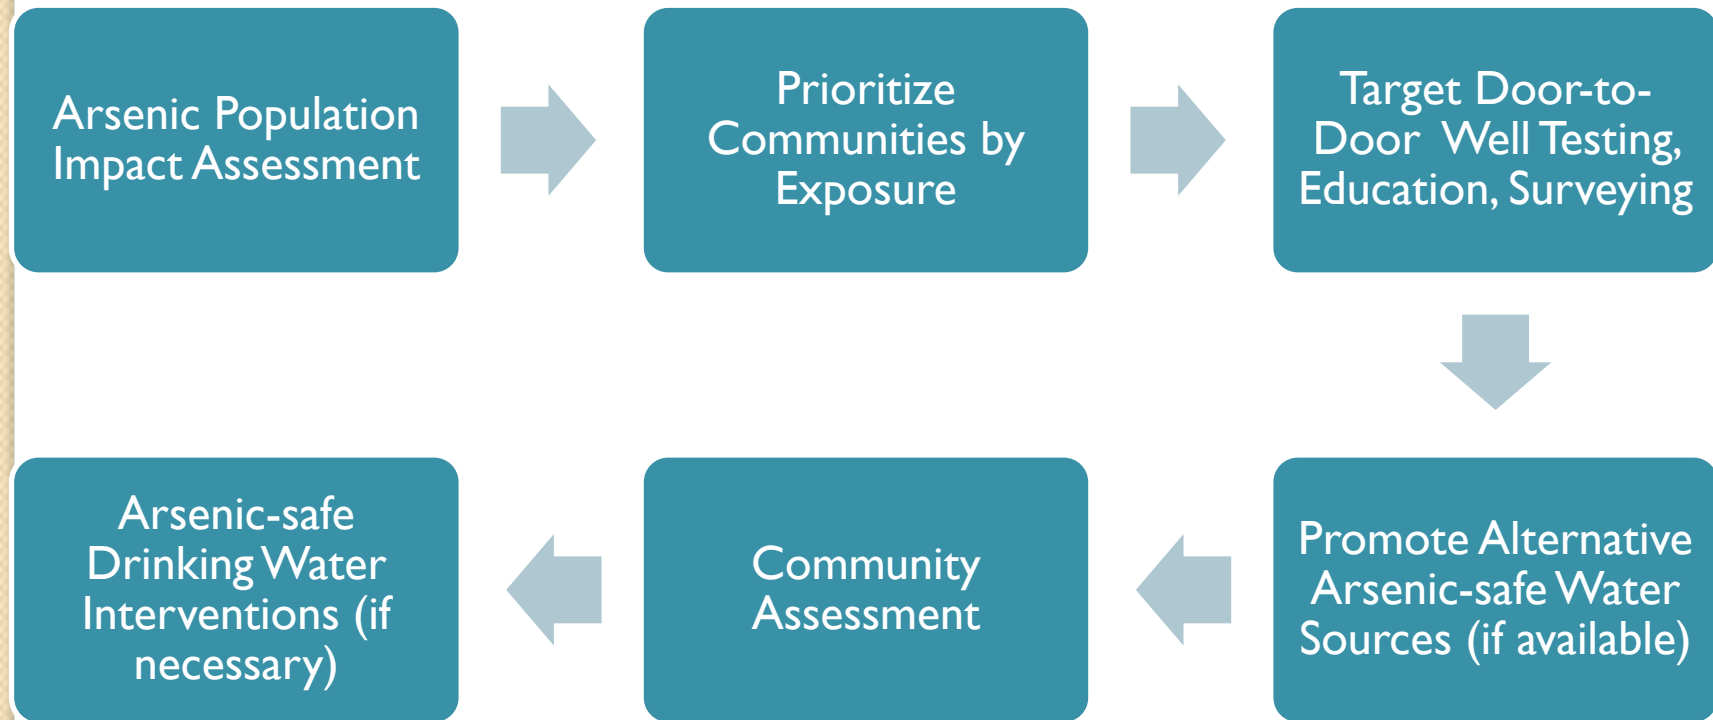 Arsenic Population
Impact Assessment
Prioritize
Communities by
Exposure
Target Door-to-
Door Well Testing,
Education, Surveying
Promote Alternative
Arsenic-safe Water
Sources (if available)
Community
Assessment
Arsenic-safe
Drinking Water
Interventions (if
necessary)